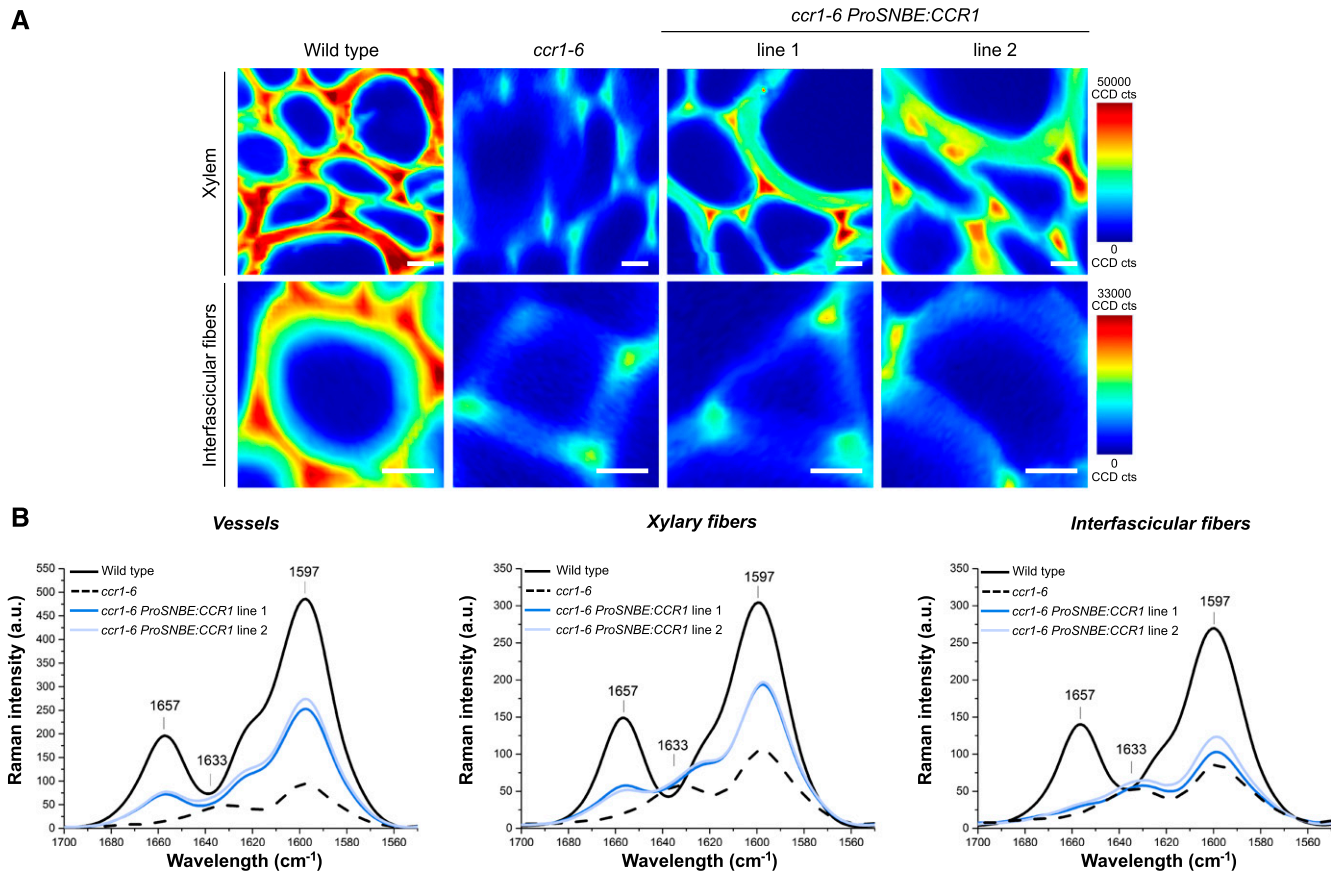 A
ccr1-6 ProSNBE:CCR1
Wild type
ccr1-6
line 1
line 2
Xylem
50000
CCD cts
0
CCD cts
Interfascicular fibers
33000
CCD cts
0
CCD cts
B
Vessels
Raman intensity (a.u.)
550
500
450
400
350
300
250
200
150
100
50
0
Wild type
ccr1-6
ccr1-6 ProSNBE:CCR1 line 1
ccr1-6 ProSNBE:CCR1 line 2
1597
1657
1633
1700 1680 1660 1640 1620 1600 1580 1560
Wavelength (cm-1)
Xylary fibers
Raman intensity (a.u.)
350
300
250
200
150
100
50
0
Wild type
ccr1-6
ccr1-6 ProSNBE:CCR1 line 1
ccr1-6 ProSNBE:CCR1 line 2
1597
1657
1633
1700 1680 1660 1640 1620 1600 1580 1560
Wavelength (cm-1)
Interfascicular fibers
Raman intensity (a.u.)
350
300
250
200
150
100
50
0
Wild type
ccr1-6
ccr1-6 ProSNBE:CCR1 line 1
ccr1-6 ProSNBE:CCR1 line 2
1597
1657
1633
1700 1680 1660 1640 1620 1600 1580 1560
Wavelength (cm-1)